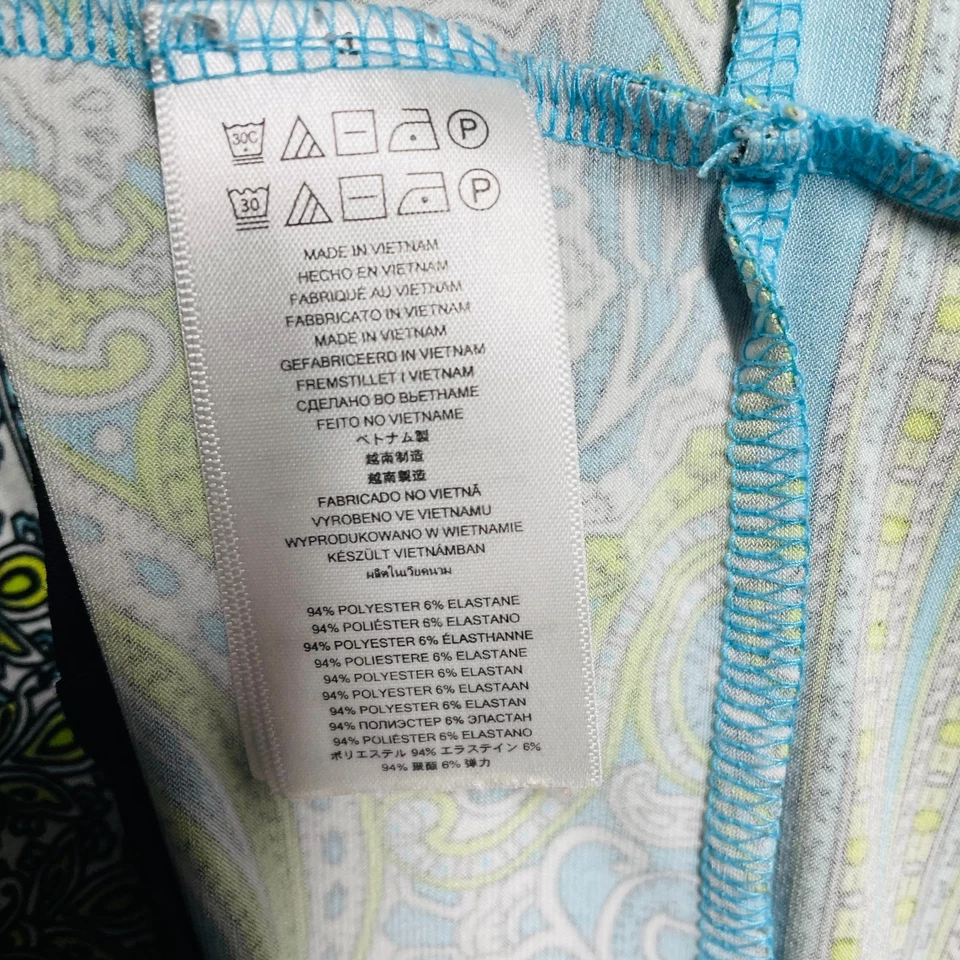 30C P
30 P
MADE IN VIETNAM
HECHO EN VIETNAM
FABRIQUÉ AU VIETNAM
FABBRICATO IN VIETNAM
MADE IN VIETNAM
GEFABRICEERD IN VIETNAM
FREMSTILLET I VIETNAM
СДЕЛАНО ВО ВЬЕТНАМЕ
FEITO NO VIETNAME
ベトナム製
越南制造
越南製造
FABRICADO NO VIETNÃ
VYROBENO VE VIETNAMU
WYPRODUKOWANO W WIETNAMIE
KÉSZÜLT VIETNÁMBAN
ผลิตในเวียดนาม
94% POLYESTER 6% ELASTANE
94% POLIÉSTER 6% ELASTANO
94% POLYESTER 6% ÉLASTHANNE
94% POLIESTERE 6% ELASTANE
94% POLYESTER 6% ELASTAN
94% POLYESTER 6% ELASTAAN
94% POLYESTER 6% ELASTAN
94% ПОЛИЭСТЕР 6% ЭЛАСТАН
94% POLIÉSTER 6% ELASTANO
ポリエステル 94% エラステイン 6%
94% 聚酯 6% 弹力